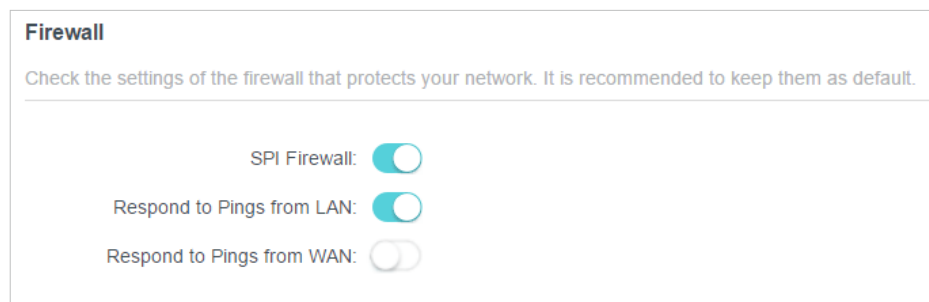 Firewall
Check the settings of the firewall that protects your network. It is recommended to keep them as default.
SPI Firewall:
Respond to Pings from LAN:
Respond to Pings from WAN: